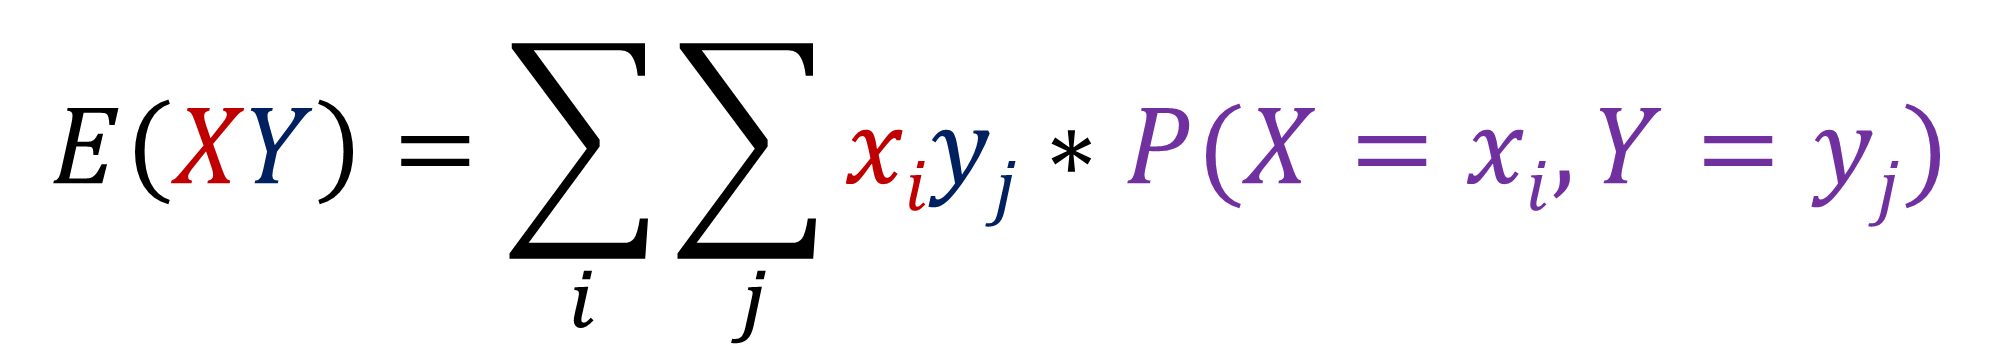 E(XY) = ∑_i ∑_j x_i y_j * P(X = x_i, Y = y_j)